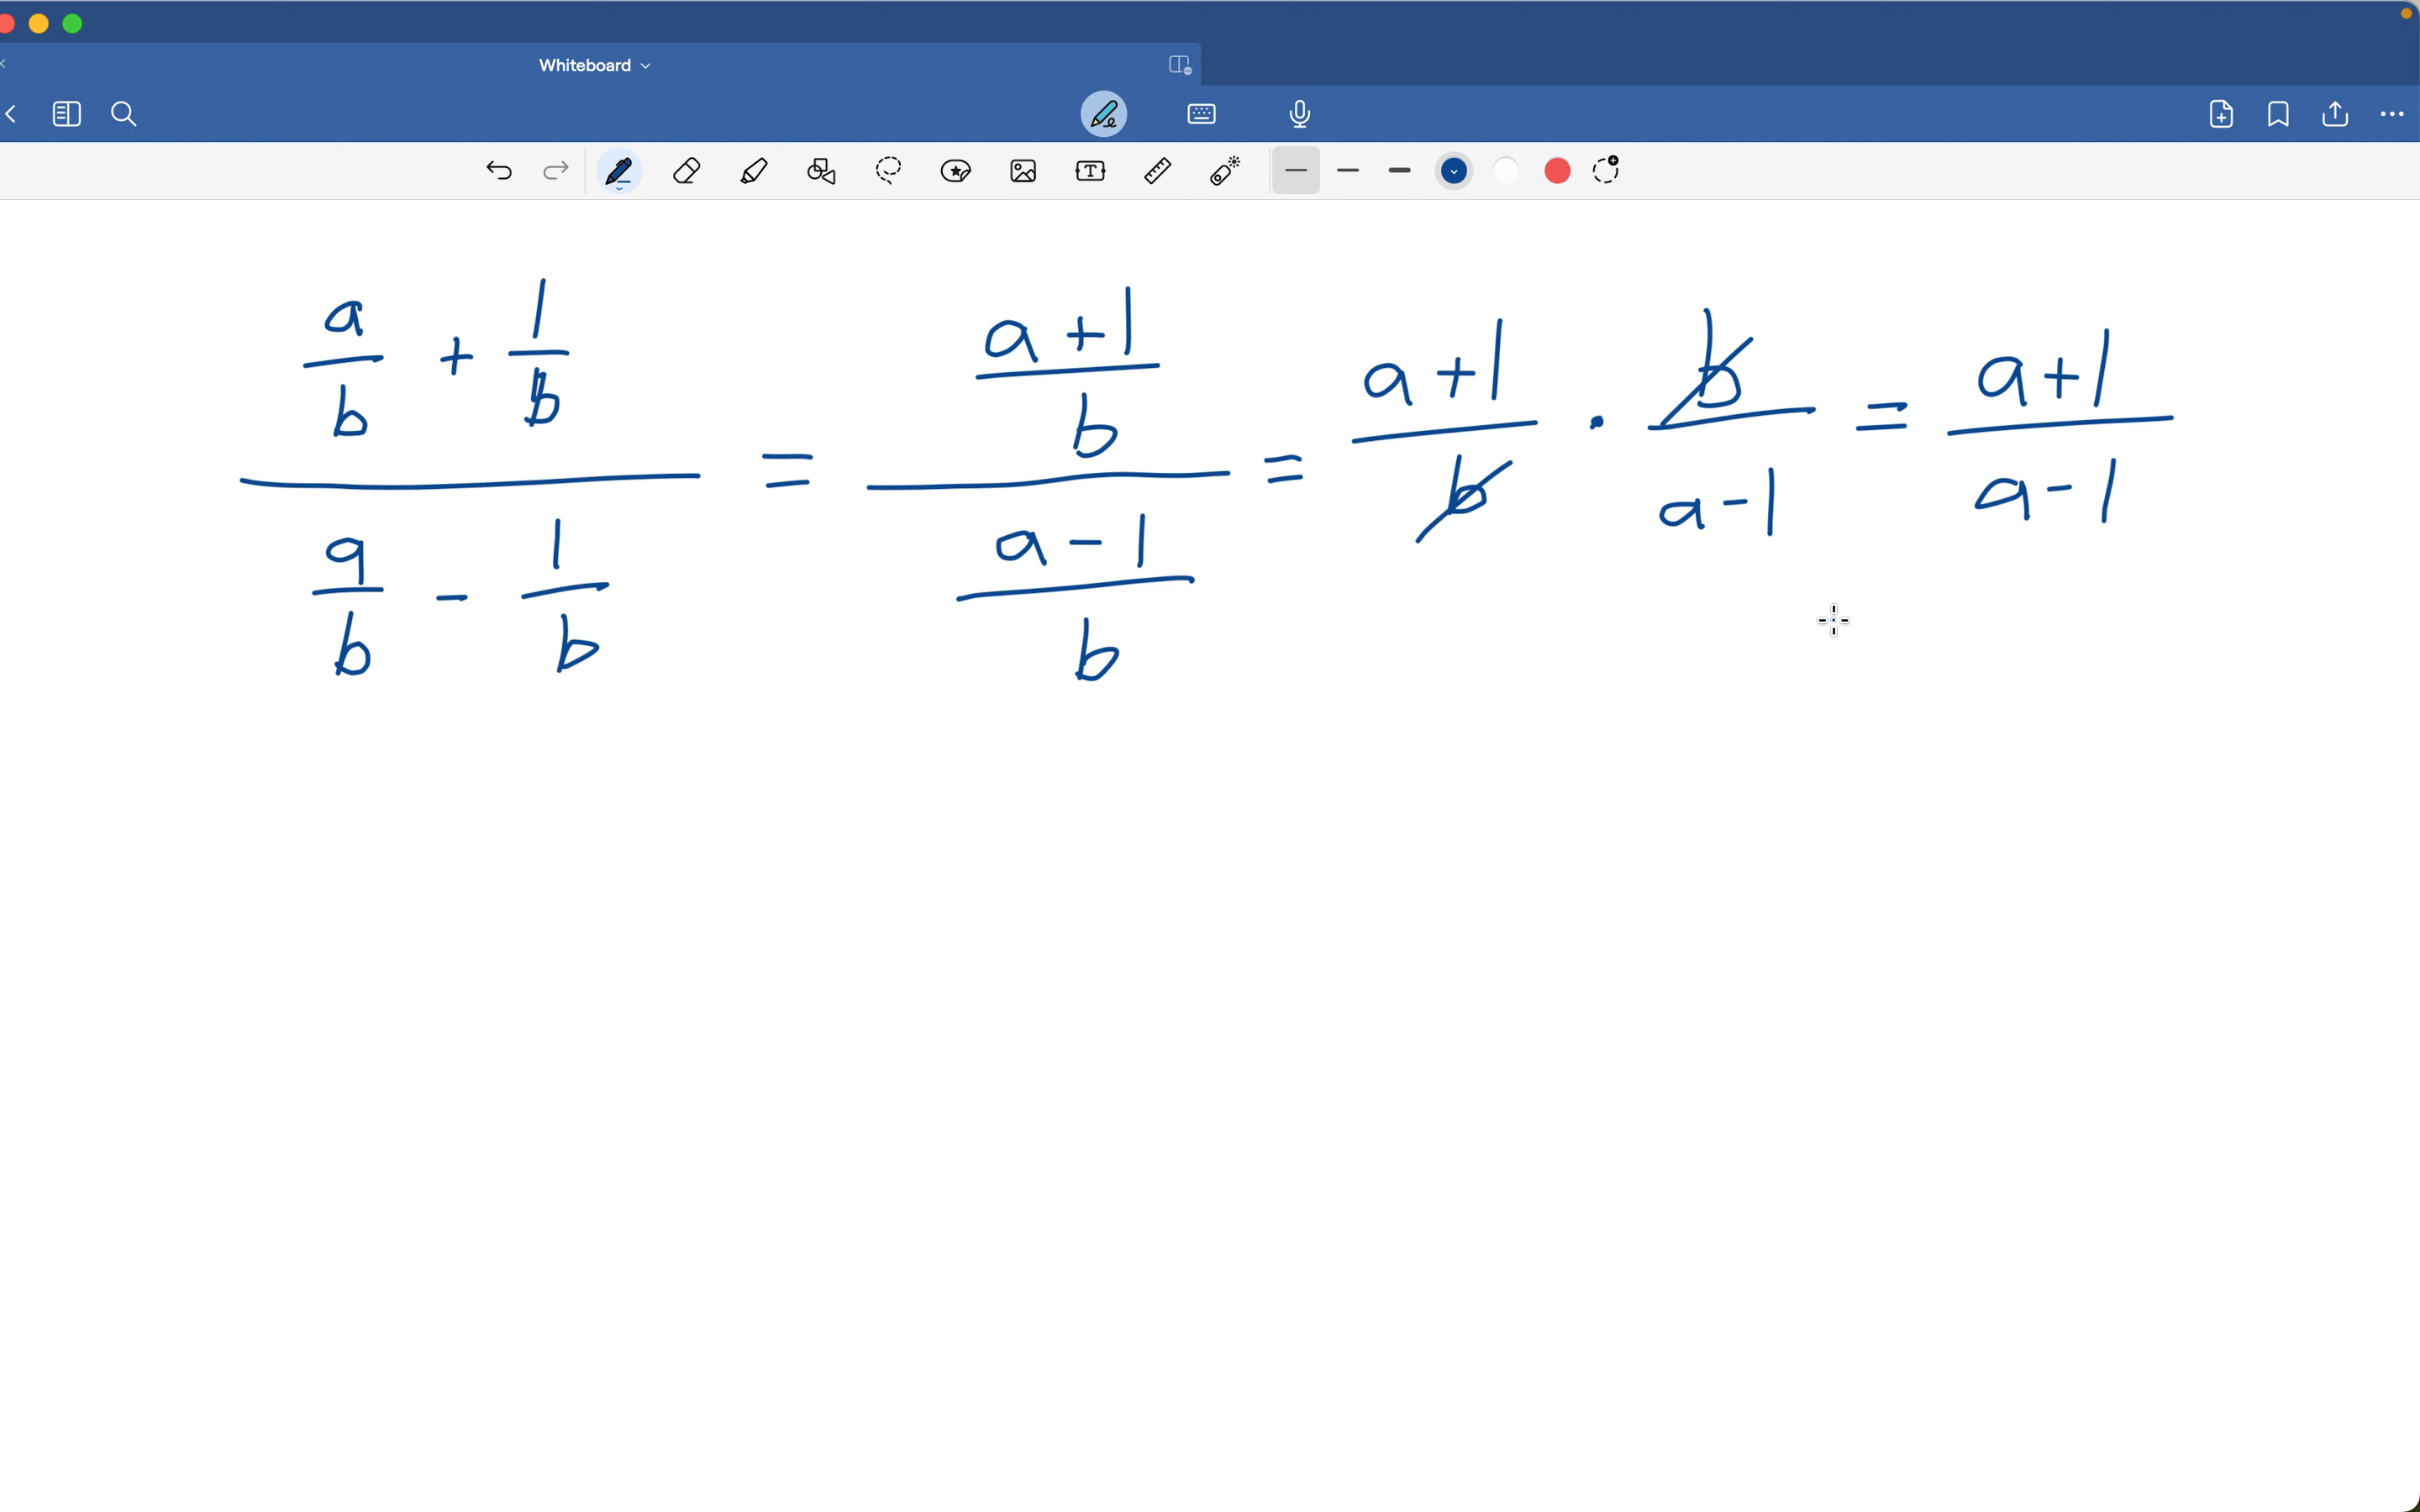 Whiteboard
(a/b + 1/b)/(a/b - 1/b) = ((a+1)/b)/((a-1)/b) = (a+1)/b · b/(a-1) = (a+1)/(a-1)